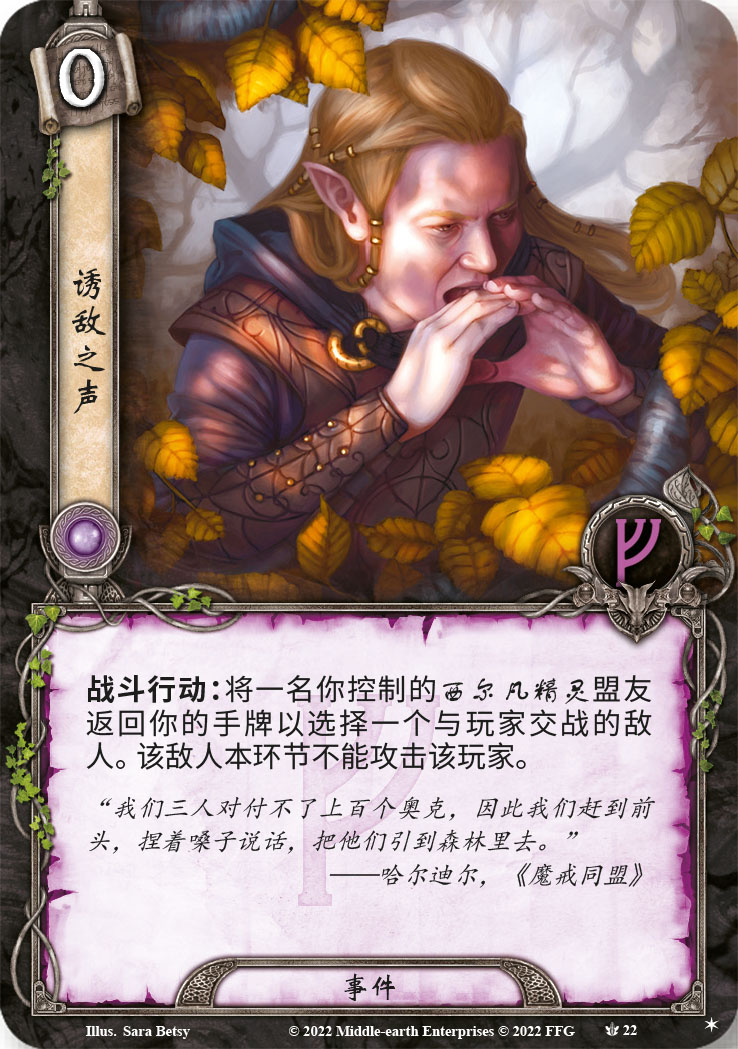 0
诱敌之声
战斗行动：将一名你控制的西尔凡精灵盟友
返回你的手牌以选择一个与玩家交战的敌
人。该敌人本环节不能攻击该玩家。
“我们三人对付不了上百个奥克，因此我们赶到前
头，捏着嗓子说话，把他们引到森林里去。”
——哈尔迪尔，《魔戒同盟》
事件
Illus. Sara Betsy © 2022 Middle-earth Enterprises © 2022 FFG 22